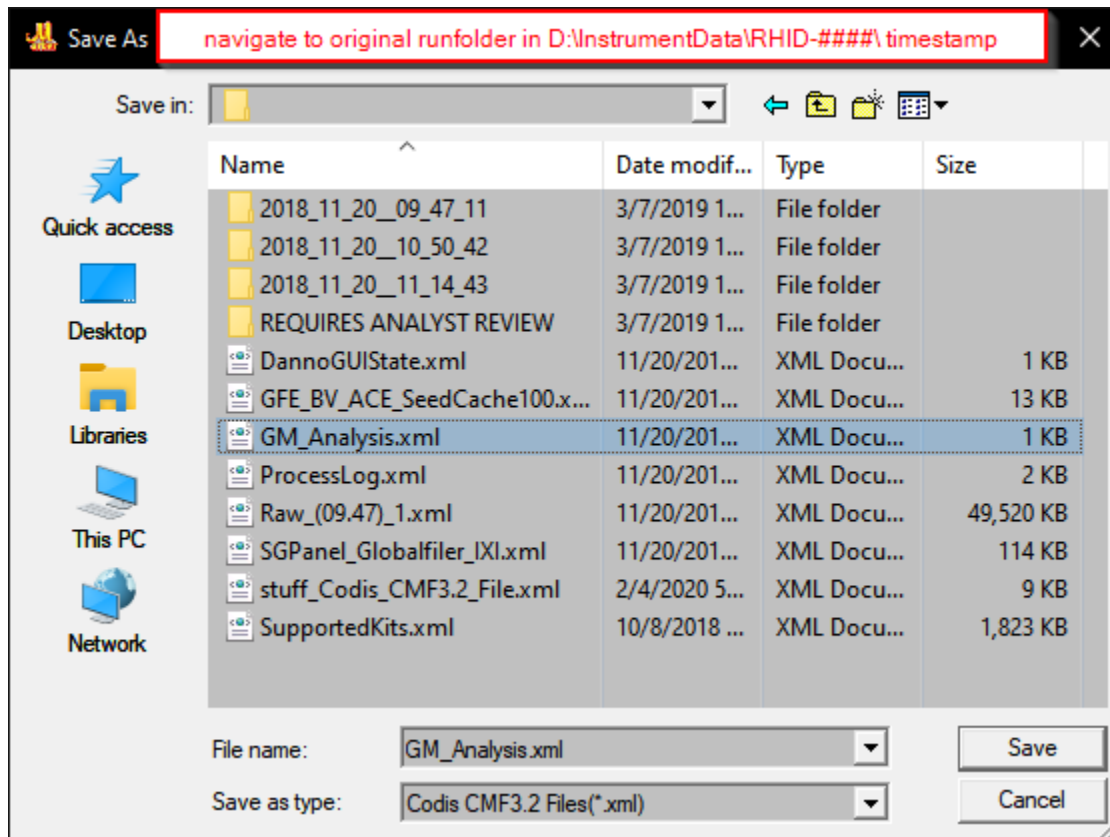 Save As
navigate to original runfolder in D:\InstrumentData\RHID-####\ timestamp
Save in:
Name Date modif... Type Size
2018_11_20__09_47_11 3/7/2019 1... File folder
2018_11_20__10_50_42 3/7/2019 1... File folder
2018_11_20__11_14_43 3/7/2019 1... File folder
REQUIRES ANALYST REVIEW 3/7/2019 1... File folder
DannoGUIState.xml 11/20/201... XML Docu... 1 KB
GFE_BV_ACE_SeedCache100.x... 11/20/201... XML Docu... 13 KB
GM_Analysis.xml 11/20/201... XML Docu... 1 KB
ProcessLog.xml 11/20/201... XML Docu... 2 KB
Raw_(09.47)_1.xml 11/20/201... XML Docu... 49,520 KB
SGPanel_Globalfiler_IXI.xml 11/20/201... XML Docu... 114 KB
stuff_Codis_CMF3.2_File.xml 2/4/2020 5... XML Docu... 9 KB
SupportedKits.xml 10/8/2018 ... XML Docu... 1,823 KB
Quick access
Desktop
Libraries
This PC
Network
File name: GM_Analysis.xml Save
Save as type: Codis CMF3.2 Files(*.xml) Cancel